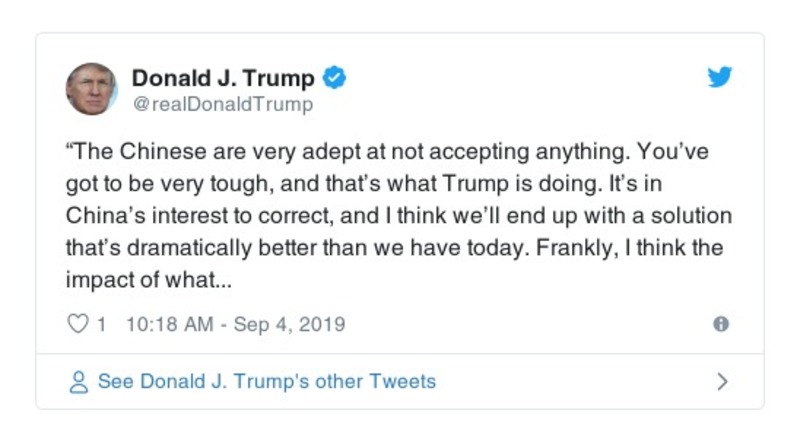 Donald J. Trump
@realDonaldTrump
“The Chinese are very adept at not accepting anything. You’ve
got to be very tough, and that’s what Trump is doing. It’s in
China’s interest to correct, and I think we’ll end up with a solution
that’s dramatically better than we have today. Frankly, I think the
impact of what...
1 10:18 AM - Sep 4, 2019
See Donald J. Trump's other Tweets